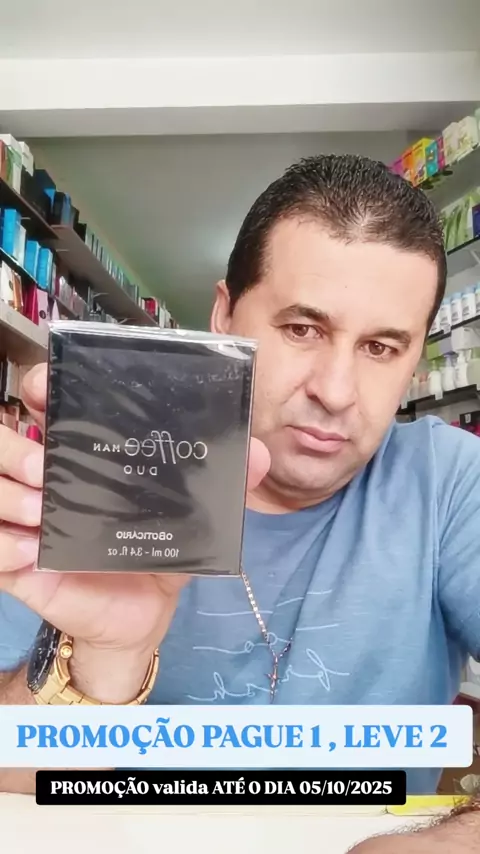 coffee MAN
DUO
oBOTICÁRIO
100 ml - 3.4 fl. oz
PROMOÇÃO PAGUE 1 , LEVE 2
PROMOÇÃO valida ATÉ O DIA 05/10/2025